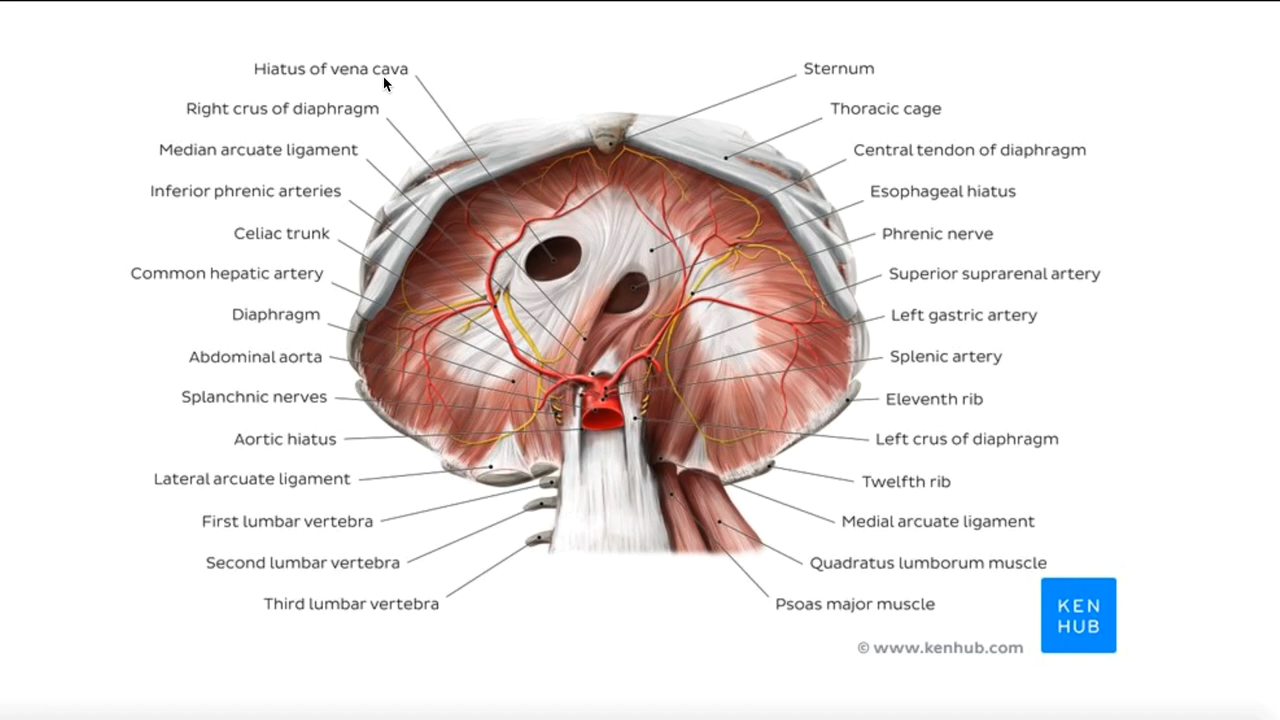 Hiatus of vena cava
Right crus of diaphragm
Median arcuate ligament
Inferior phrenic arteries
Celiac trunk
Common hepatic artery
Diaphragm
Abdominal aorta
Splanchnic nerves
Aortic hiatus
Lateral arcuate ligament
First lumbar vertebra
Second lumbar vertebra
Third lumbar vertebra
Sternum
Thoracic cage
Central tendon of diaphragm
Esophageal hiatus
Phrenic nerve
Superior suprarenal artery
Left gastric artery
Splenic artery
Eleventh rib
Left crus of diaphragm
Twelfth rib
Medial arcuate ligament
Quadratus lumborum muscle
Psoas major muscle
KEN
HUB
© www.kenhub.com